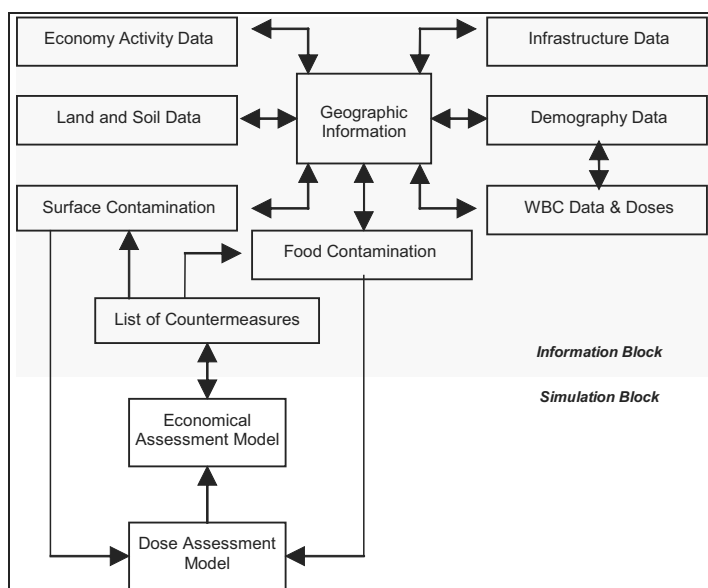 Economy Activity Data
Infrastructure Data
Geographic
Information
Land and Soil Data
Demography Data
Surface Contamination
WBC Data & Doses
Food Contamination
List of Countermeasures
Information Block
Simulation Block
Economical
Assessment Model
Dose Assessment
Model